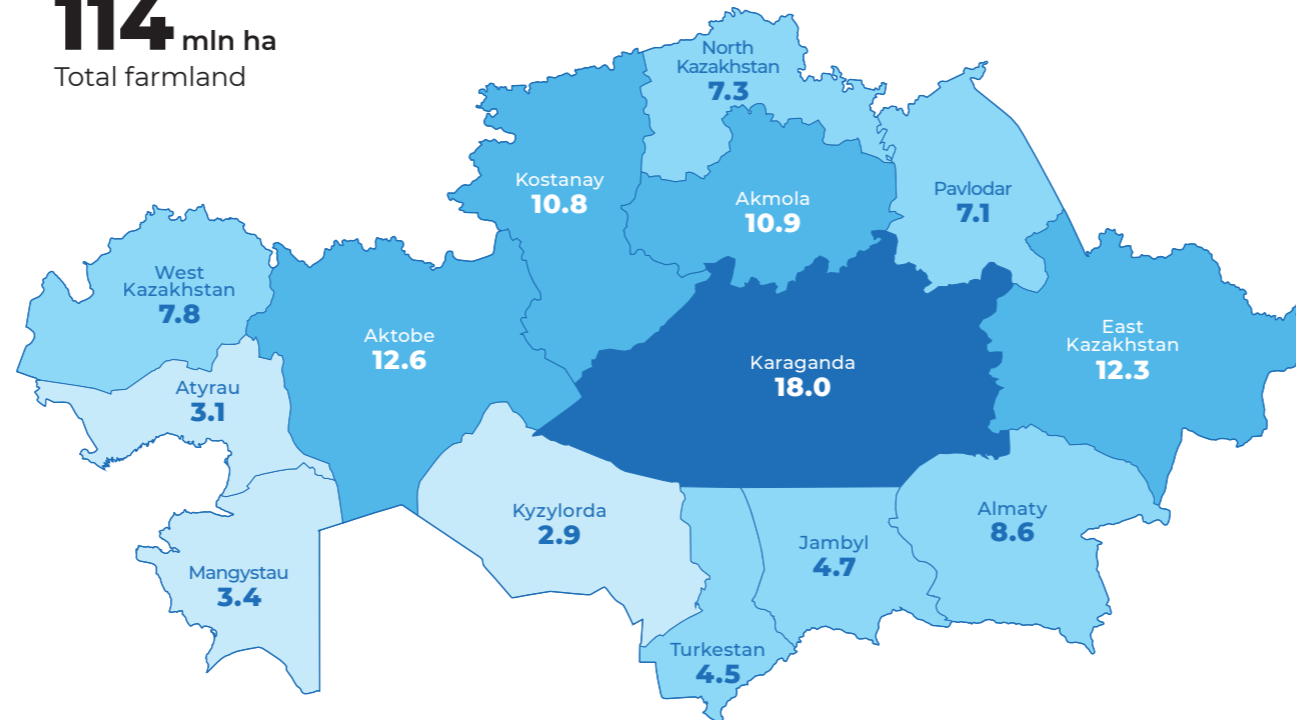 114 mln ha
Total farmland
North
Kazakhstan
7.3
Kostanay
10.8
Akmola
10.9
Pavlodar
7.1
West
Kazakhstan
7.8
Aktobe
12.6
Karaganda
18.0
East
Kazakhstan
12.3
Atyrau
3.1
Kyzylorda
2.9
Almaty
8.6
Jambyl
4.7
Mangystau
3.4
Turkestan
4.5